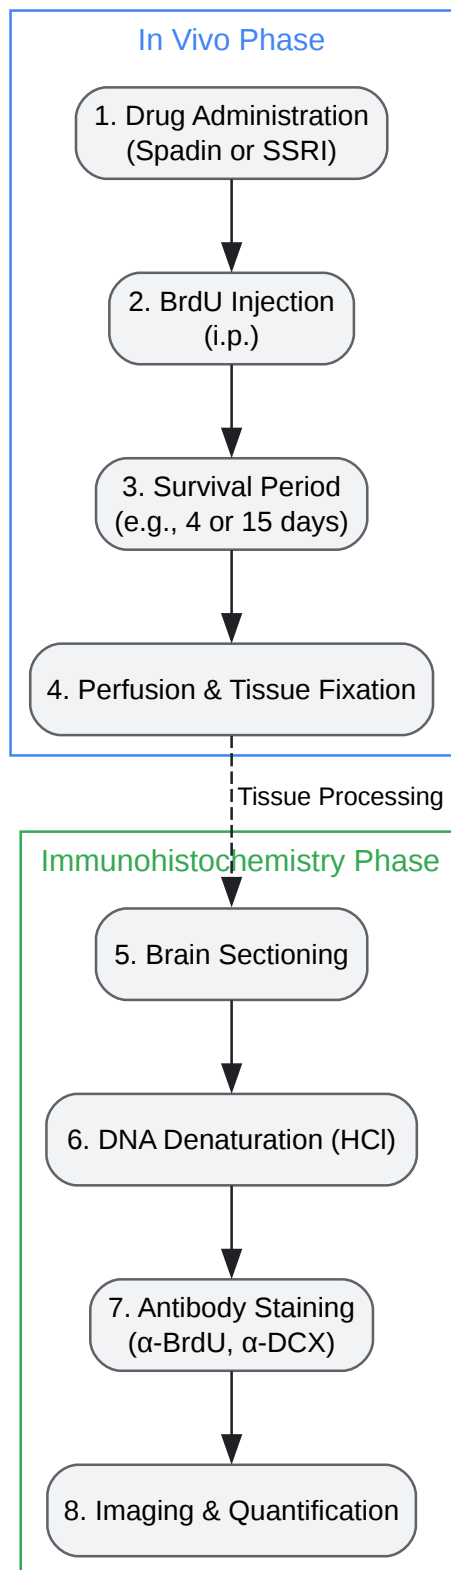 In Vivo Phase
1. Drug Administration
(Spadin or SSRI)
2. BrdU Injection
(i.p.)
3. Survival Period
(e.g., 4 or 15 days)
4. Perfusion & Tissue Fixation
Tissue Processing
Immunohistochemistry Phase
5. Brain Sectioning
6. DNA Denaturation (HCl)
7. Antibody Staining
(α-BrdU, α-DCX)
8. Imaging & Quantification